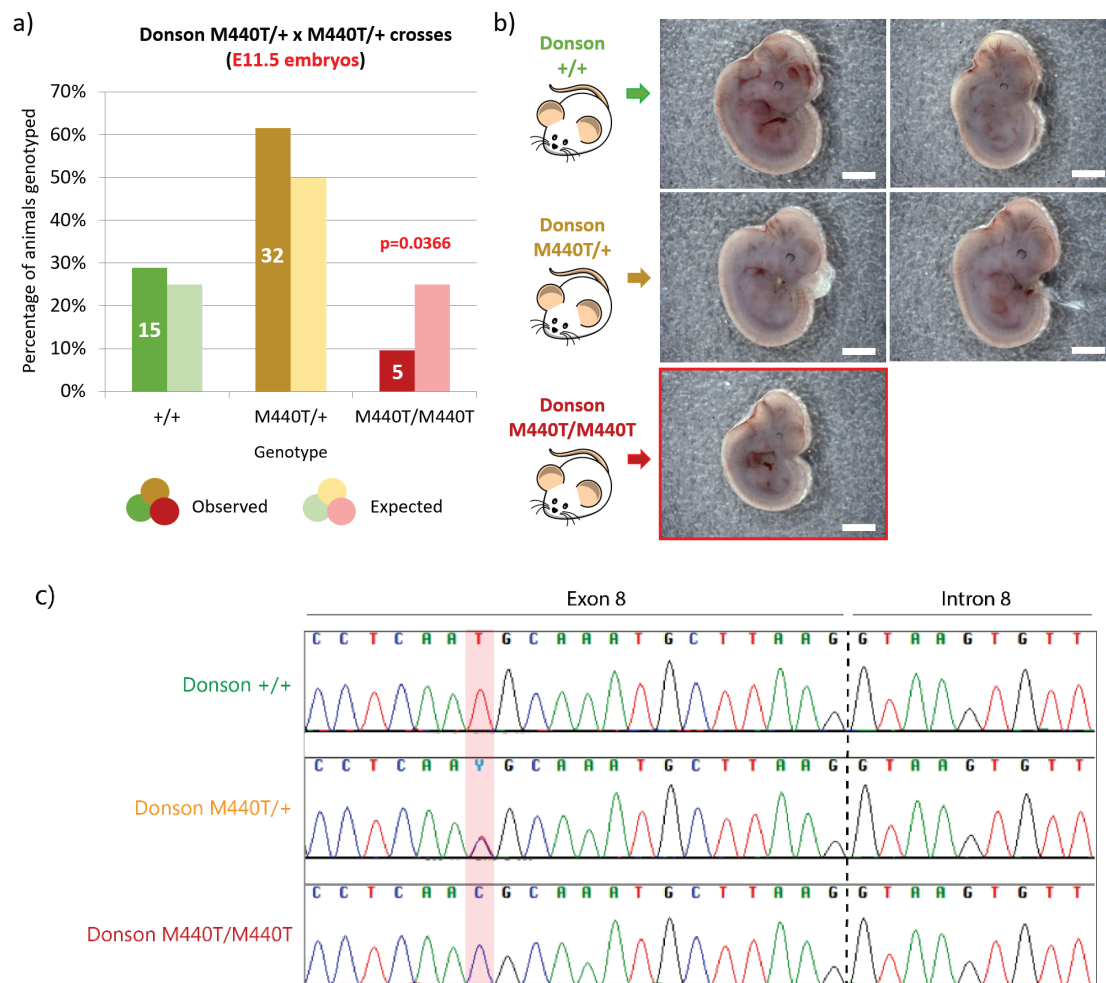 a)
Donson M440T/+ x M440T/+ crosses
(E11.5 embryos)
Percentage of animals genotyped
70%
60%
50%
40%
30%
20%
10%
0%
15
32
p=0.0366
5
+/+
M440T/+
M440T/M440T
Genotype
Observed
Expected
b)
Donson
+/+
Donson
M440T/+
Donson
M440T/M440T
c)
Exon 8
Intron 8
Donson +/+
C C T C A A T G C A A A T G C T T A A G G T A A G T G T T
Donson M440T/+
C C T C A A Y G C A A A T G C T T A A G G T A A G T G T T
Donson M440T/M440T
C C T C A A C G C A A A T G C T T A A G G T A A G T G T T